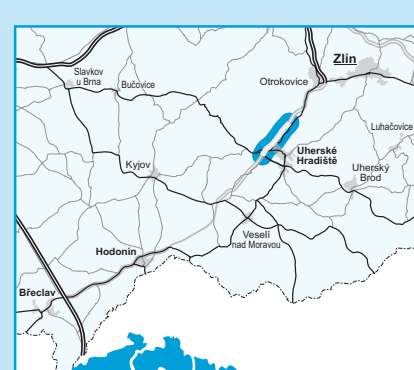 Zlín
Slavkov
u Brna
Bučovice
Otrokovice
Luhačovice
Uherské
Hradiště
Kyjov
Uherský
Brod
Veselí
nad Moravou
Hodonín
Břeclav